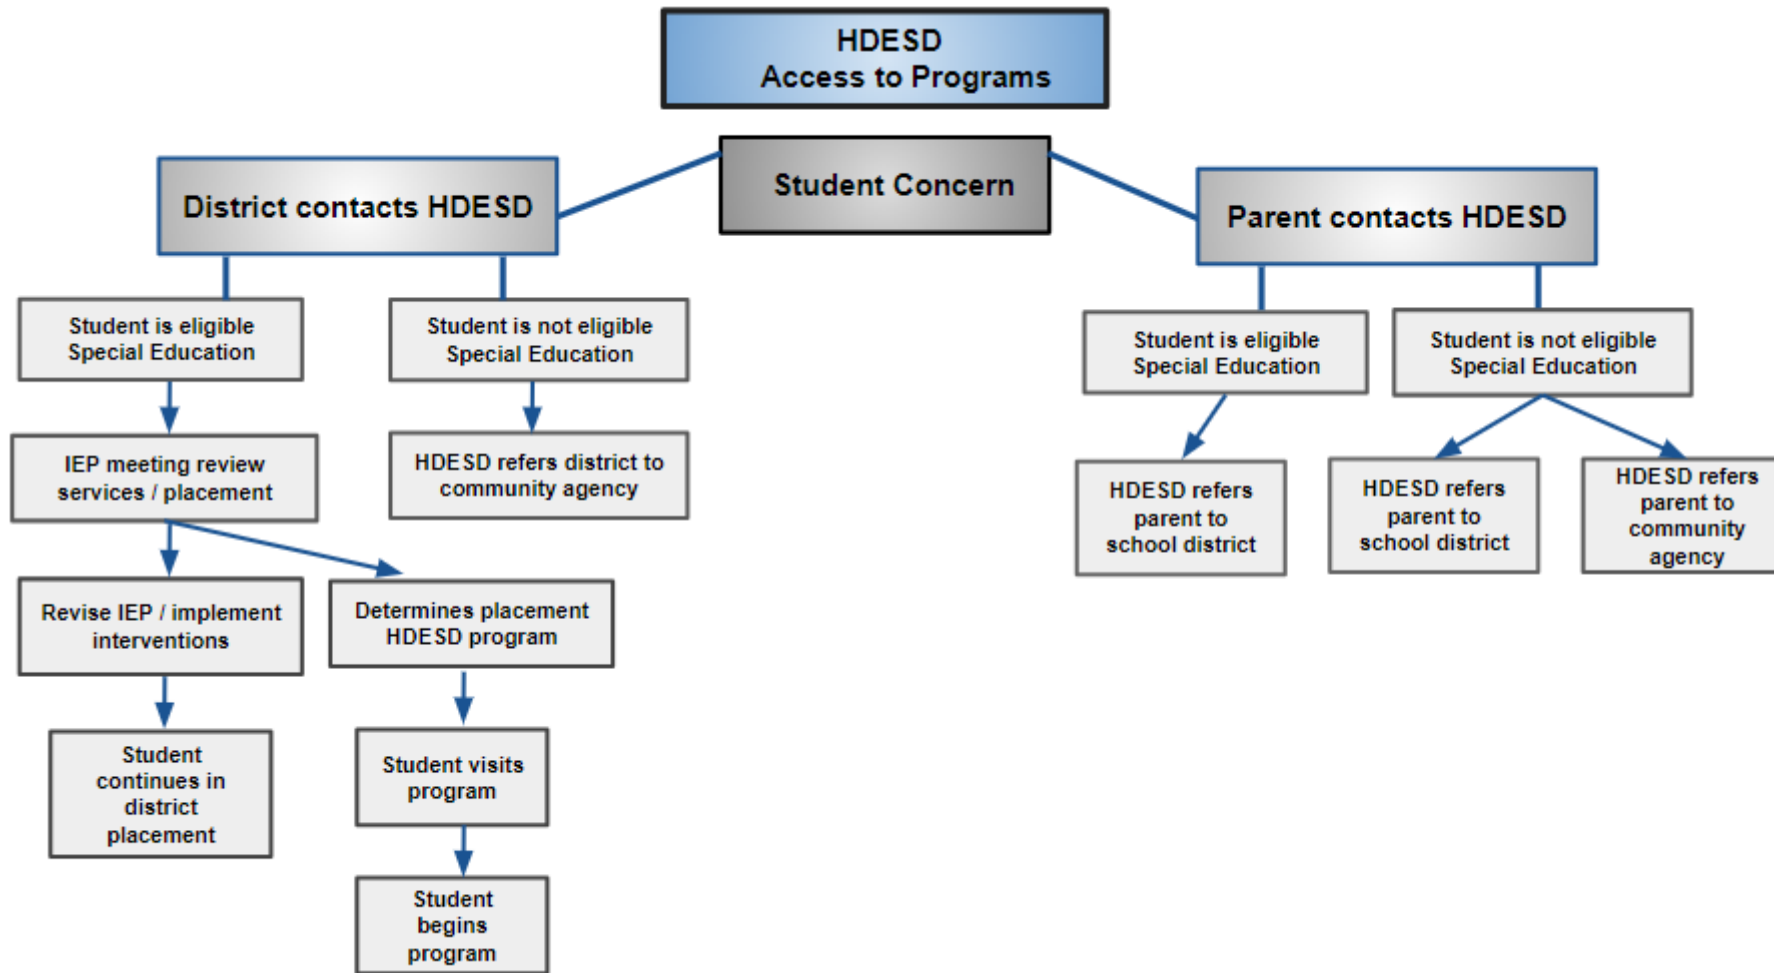 HDESD
Access to Programs
Student Concern
District contacts HDESD
Parent contacts HDESD
Student is eligible
Special Education
Student is not eligible
Special Education
Student is eligible
Special Education
Student is not eligible
Special Education
IEP meeting review
services / placement
HDESD refers district to
community agency
HDESD refers
parent to
school district
HDESD refers
parent to
school district
HDESD refers
parent to
community
agency
Revise IEP / implement
interventions
Determines placement
HDESD program
Student
continues in
district
placement
Student visits
program
Student
begins
program